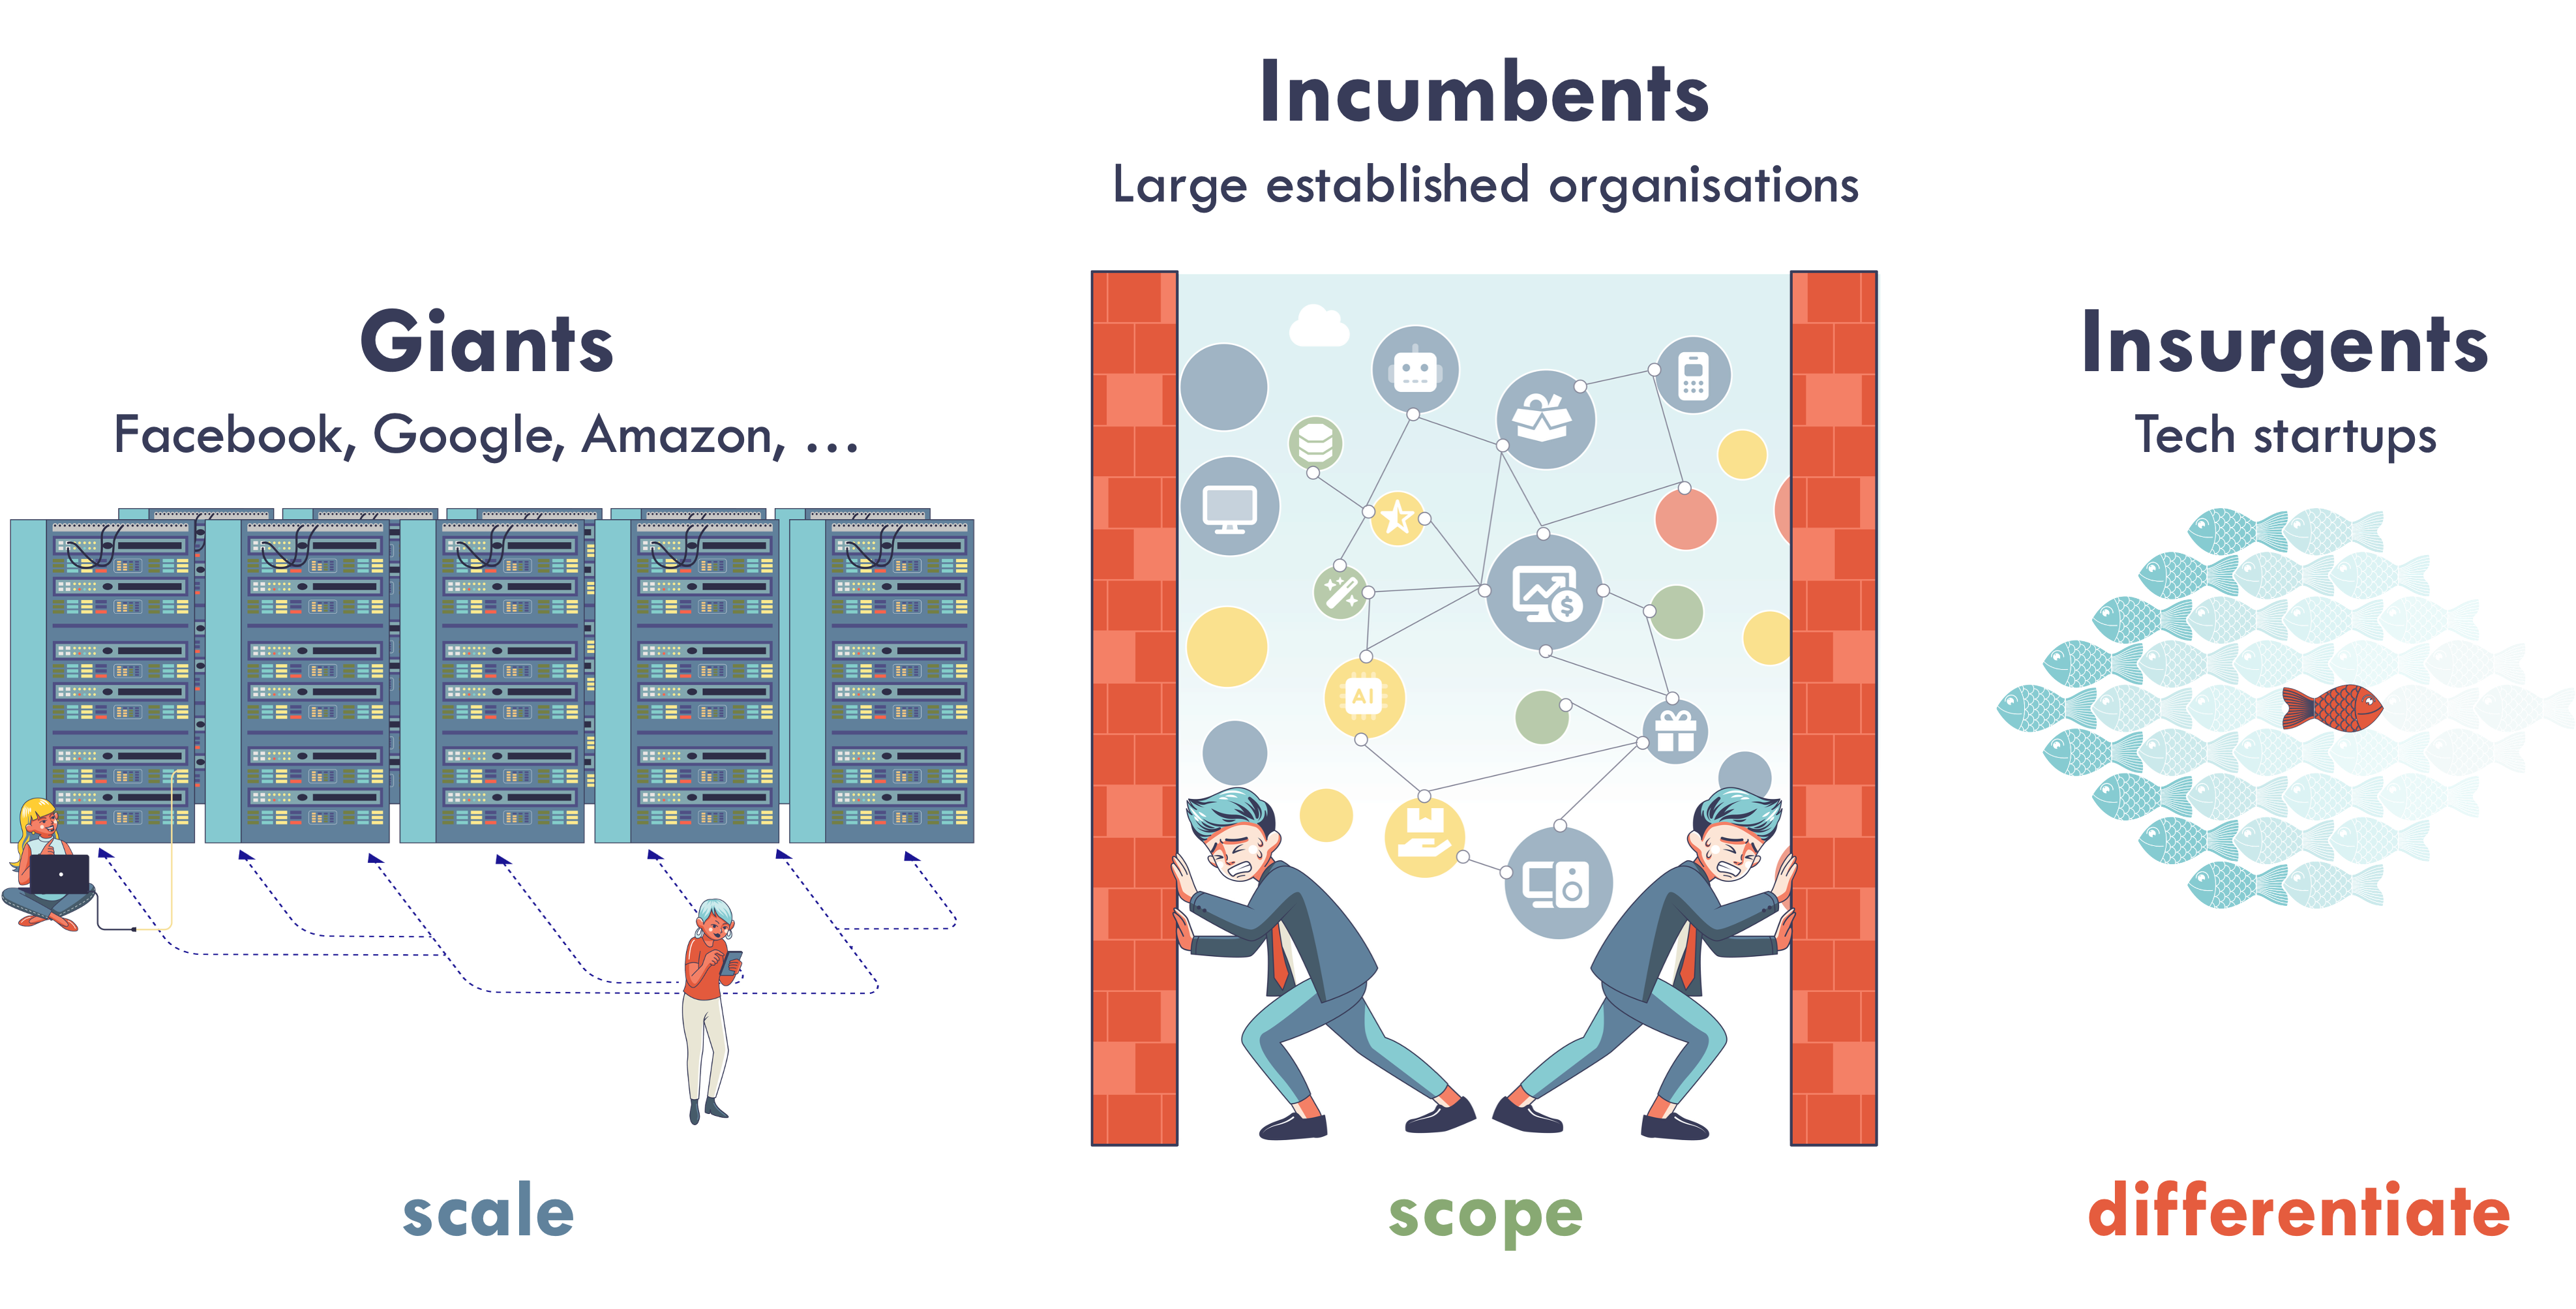 Giants
Facebook, Google, Amazon, ...
scale
Incumbents
Large established organisations
AI
$
scope
Insurgents
Tech startups
differentiate